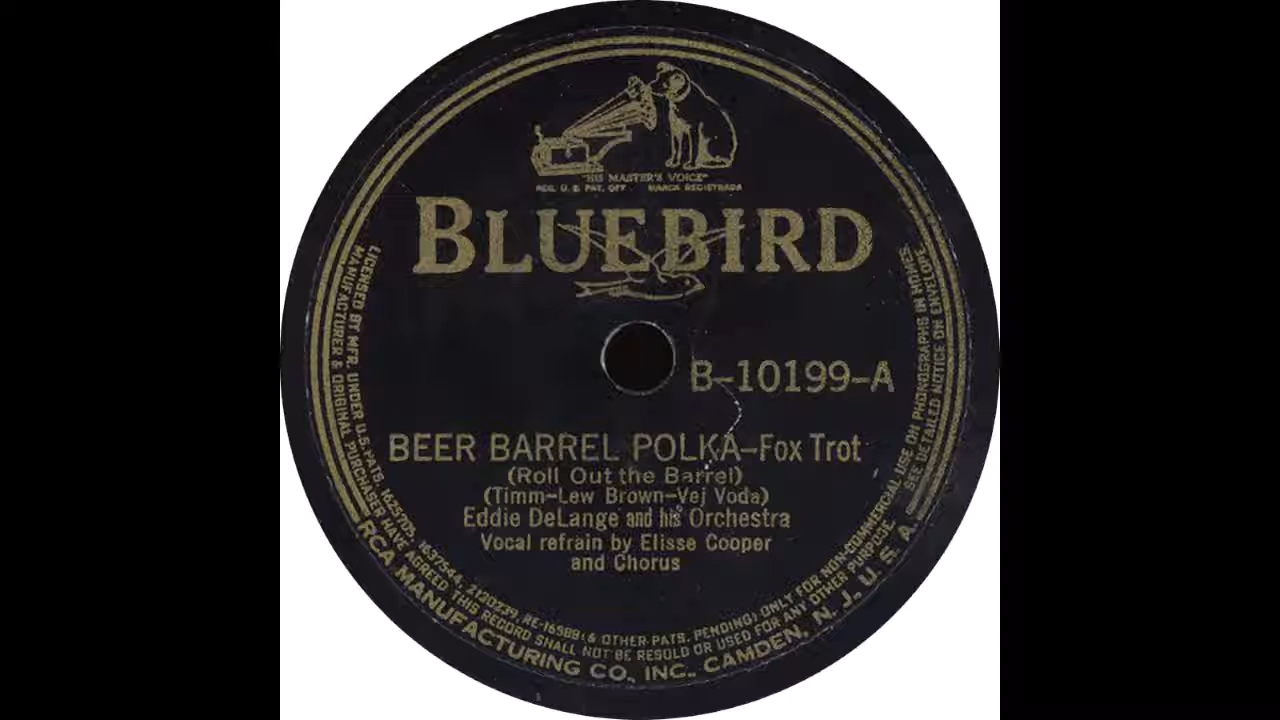 "HIS MASTER'S VOICE"
REG. U. S. PAT. OFF. MARCA REGISTRADA
BLUEBIRD
B-10199-A
BEER BARREL POLKA-Fox Trot
(Roll Out the Barrel)
(Timm-Lew Brown-Vej Voda)
Eddie DeLange and his Orchestra
Vocal refrain by Elisse Cooper
and Chorus
LICENSED BY MFR. UNDER U.S. PATS. 1625705, 1637544, 2120239, RE-16588 (& OTHER PATS. PENDING) ONLY FOR NON-COMMERCIAL USE ON PHONOGRAPHS IN HOMES.
MANUFACTURER & ORIGINAL PURCHASER HAVE AGREED THIS RECORD SHALL NOT BE RESOLD OR USED FOR ANY OTHER PURPOSE. SEE DETAILED NOTICE ON ENVELOPE
RCA MANUFACTURING CO., INC., CAMDEN, N. J., U. S. A.